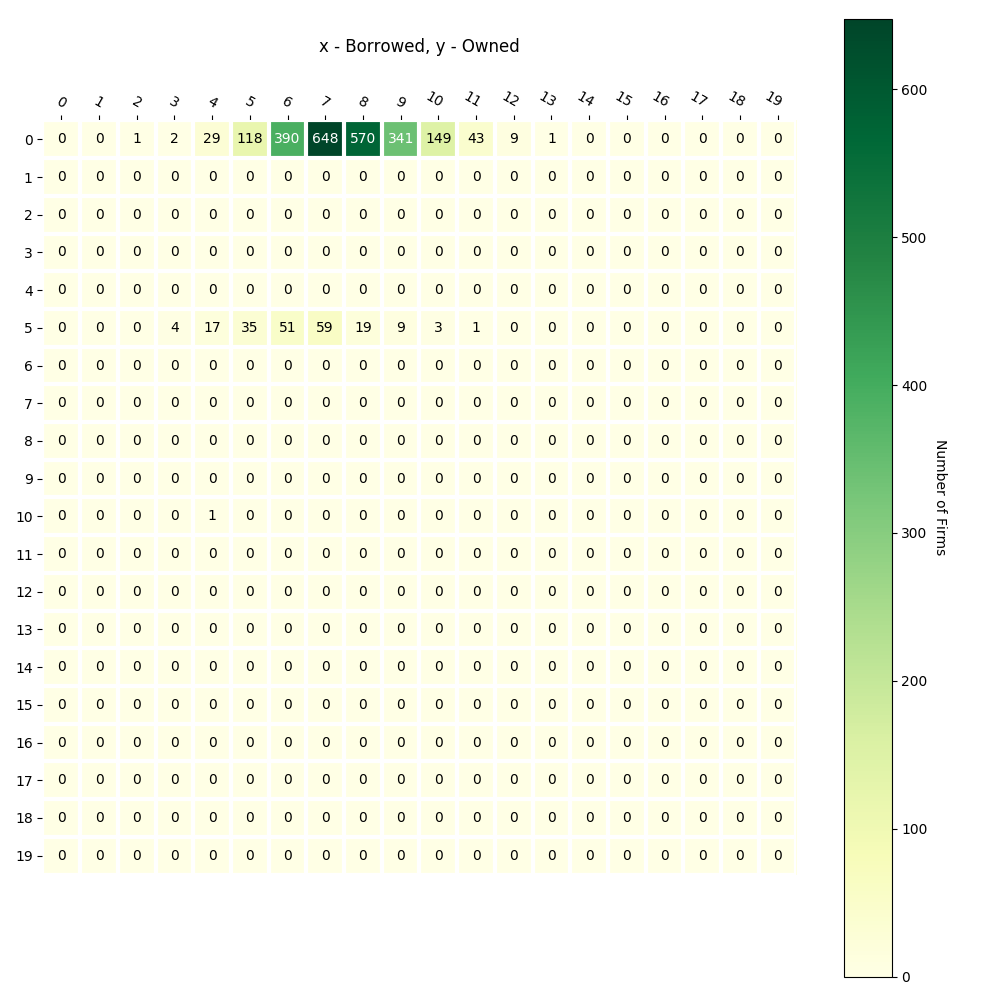 x - Borrowed, y - Owned
0 1 2 3 4 5 6 7 8 9 10 11 12 13 14 15 16 17 18 19
0 0 0 1 2 29 118 390 648 570 341 149 43 9 1 0 0 0 0 0 0
1 0 0 0 0 0 0 0 0 0 0 0 0 0 0 0 0 0 0 0 0
2 0 0 0 0 0 0 0 0 0 0 0 0 0 0 0 0 0 0 0 0
3 0 0 0 0 0 0 0 0 0 0 0 0 0 0 0 0 0 0 0 0
4 0 0 0 0 0 0 0 0 0 0 0 0 0 0 0 0 0 0 0 0
5 0 0 0 4 17 35 51 59 19 9 3 1 0 0 0 0 0 0 0 0
6 0 0 0 0 0 0 0 0 0 0 0 0 0 0 0 0 0 0 0 0
7 0 0 0 0 0 0 0 0 0 0 0 0 0 0 0 0 0 0 0 0
8 0 0 0 0 0 0 0 0 0 0 0 0 0 0 0 0 0 0 0 0
9 0 0 0 0 0 0 0 0 0 0 0 0 0 0 0 0 0 0 0 0
10 0 0 0 0 1 0 0 0 0 0 0 0 0 0 0 0 0 0 0 0
11 0 0 0 0 0 0 0 0 0 0 0 0 0 0 0 0 0 0 0 0
12 0 0 0 0 0 0 0 0 0 0 0 0 0 0 0 0 0 0 0 0
13 0 0 0 0 0 0 0 0 0 0 0 0 0 0 0 0 0 0 0 0
14 0 0 0 0 0 0 0 0 0 0 0 0 0 0 0 0 0 0 0 0
15 0 0 0 0 0 0 0 0 0 0 0 0 0 0 0 0 0 0 0 0
16 0 0 0 0 0 0 0 0 0 0 0 0 0 0 0 0 0 0 0 0
17 0 0 0 0 0 0 0 0 0 0 0 0 0 0 0 0 0 0 0 0
18 0 0 0 0 0 0 0 0 0 0 0 0 0 0 0 0 0 0 0 0
19 0 0 0 0 0 0 0 0 0 0 0 0 0 0 0 0 0 0 0 0
600
500
400
300
200
100
0
Number of Firms